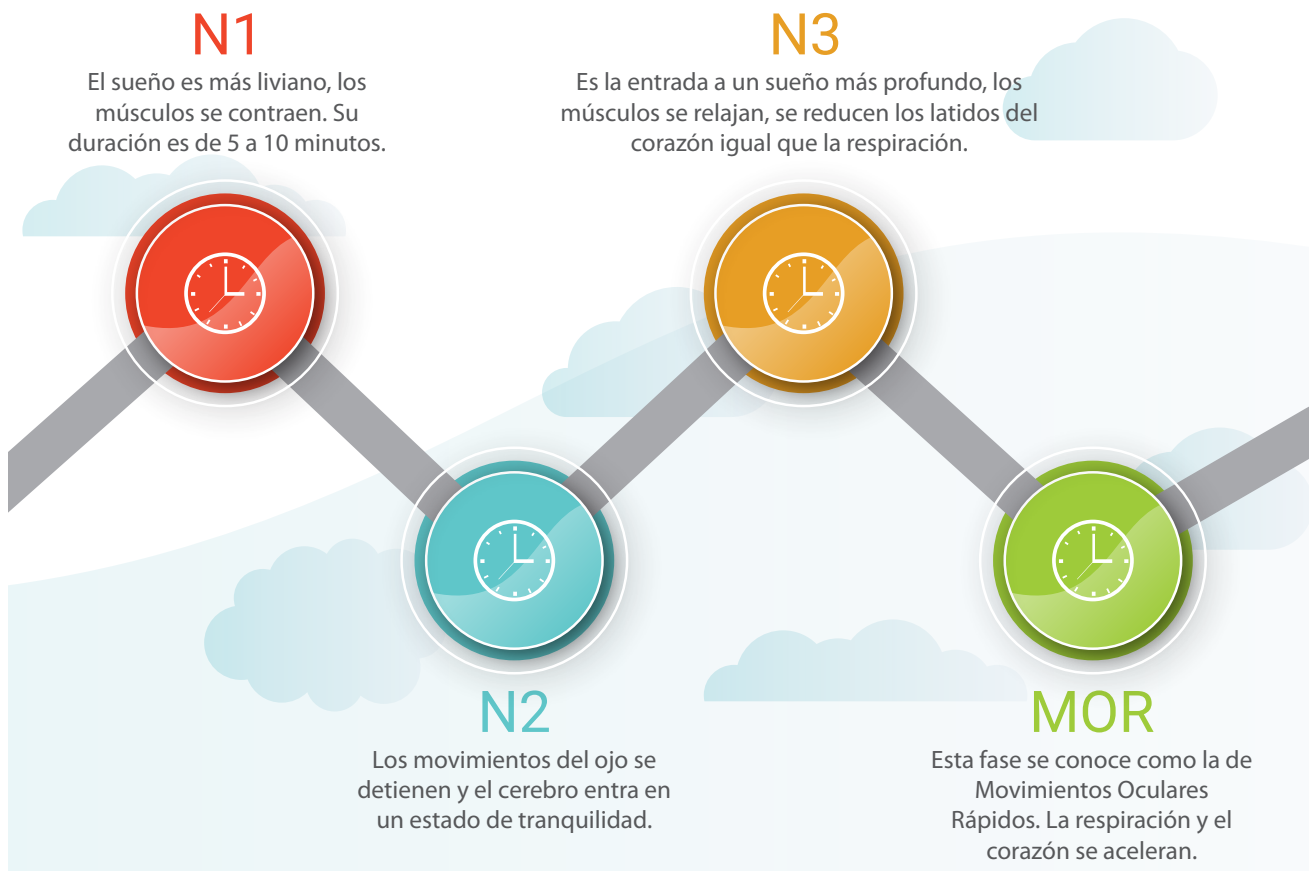 N1
El sueño es más liviano, los
músculos se contraen. Su
duración es de 5 a 10 minutos.
N3
Es la entrada a un sueño más profundo, los
músculos se relajan, se reducen los latidos del
corazón igual que la respiración.
N2
Los movimientos del ojo se
detienen y el cerebro entra en
un estado de tranquilidad.
MOR
Esta fase se conoce como la de
Movimientos Oculares
Rápidos. La respiración y el
corazón se aceleran.